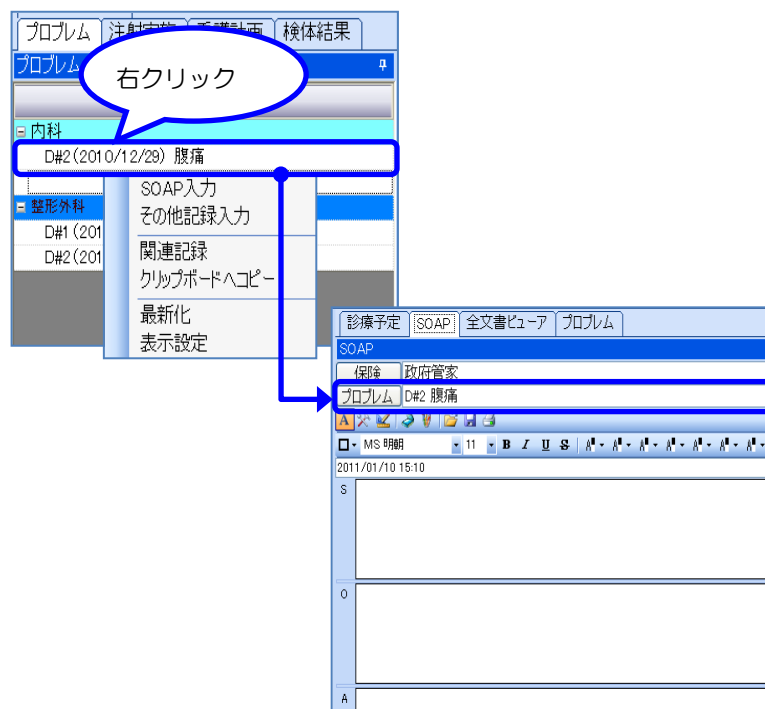 プロブレム 注射実施 看護計画 検体結果
プロブレム
右クリック
内科
D#2(2010/12/29) 腹痛
SOAP入力
その他記録入力
関連記録
クリップボードへコピー
最新化
表示設定
整形外科
D#1(201
D#2(201
診療予定 SOAP 全文書ビューア プロブレム
SOAP
保険 政府管家
プロブレム D#2 腹痛
MS 明朝 11 B I U S
2011/01/10 15:10
S
O
A